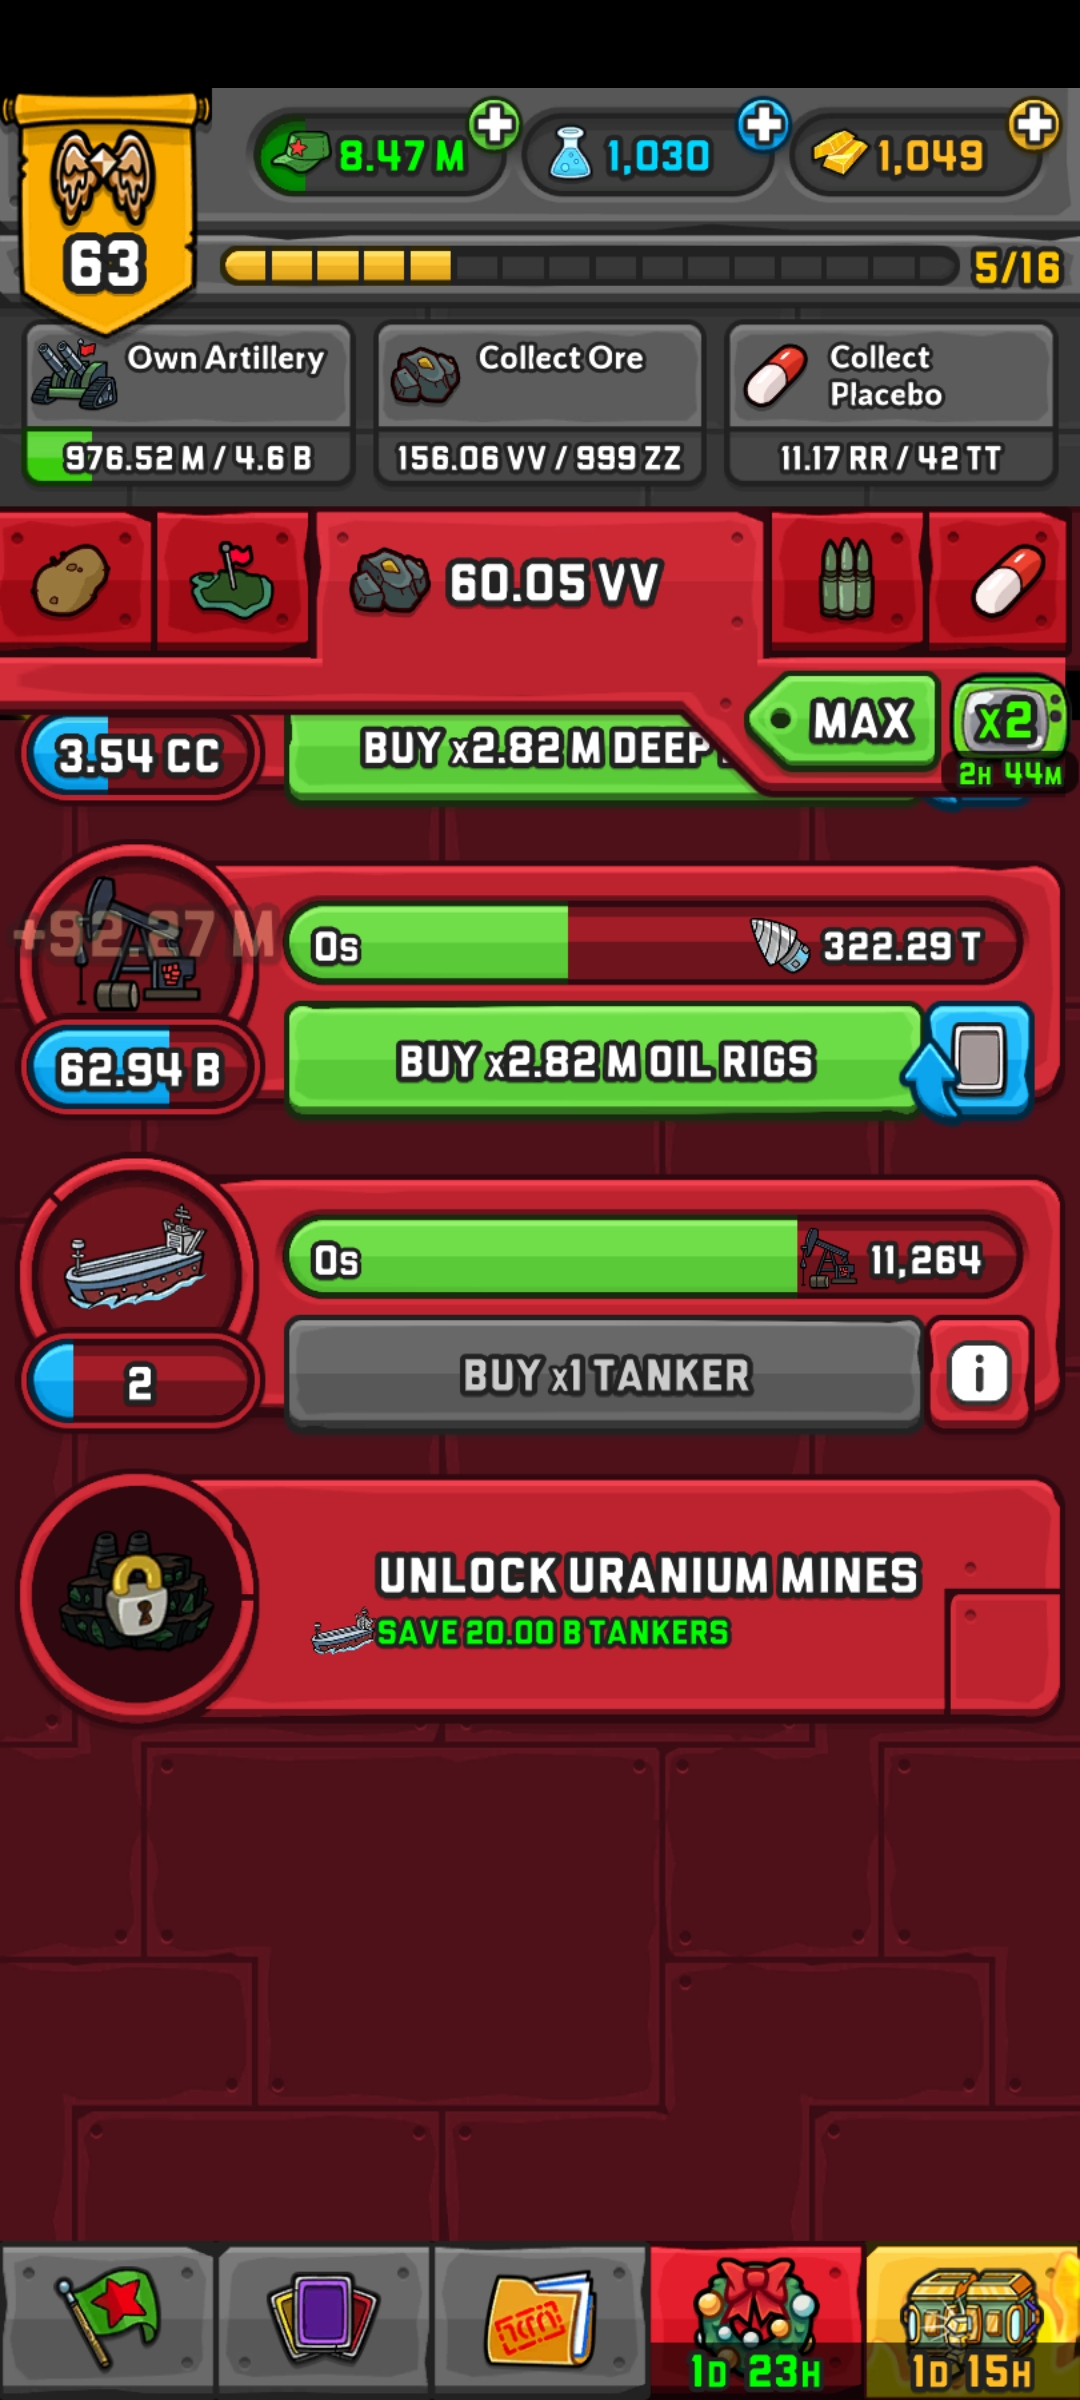 8.47 M
1,030
1,049
63
5/16
Own Artillery
Collect Ore
Collect
Placebo
976.52 M / 4.6 B
156.06 VV / 999 ZZ
11.17 RR / 42 TT
60.05 VV
MAX
x2
2H 44M
3.54 CC
BUY x2.82 M DEEP
+92.27 M
0s
322.29 T
62.94 B
BUY x2.82 M OIL RIGS
0s
11,264
2
BUY x1 TANKER
i
UNLOCK URANIUM MINES
SAVE 20.00 B TANKERS
1D 23H
1D 15H